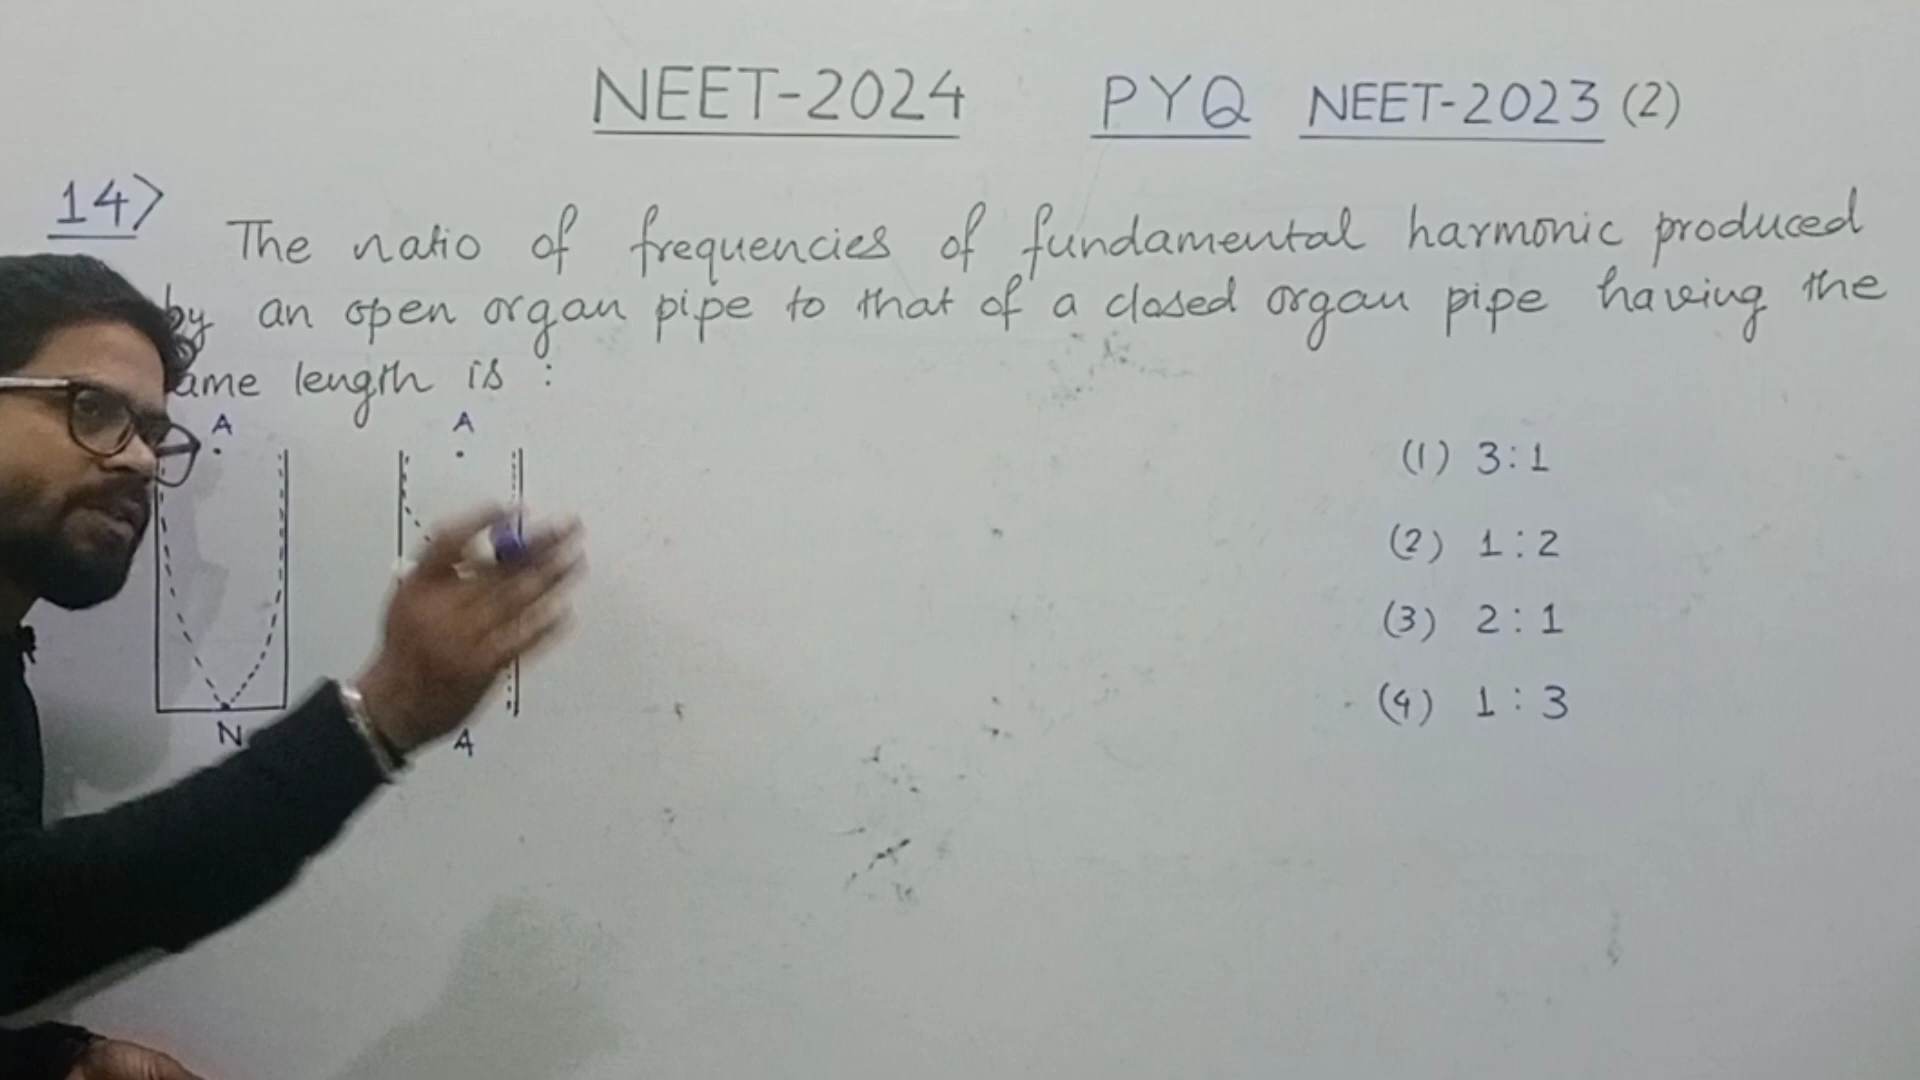 NEET-2024 PYQ NEET-2023 (2)
14>
The ratio of frequencies of fundamental harmonic produced
by an open organ pipe to that of a closed organ pipe having the
ame length is :
A A
(1) 3:1
(2) 1:2
(3) 2:1
(4) 1:3
N A